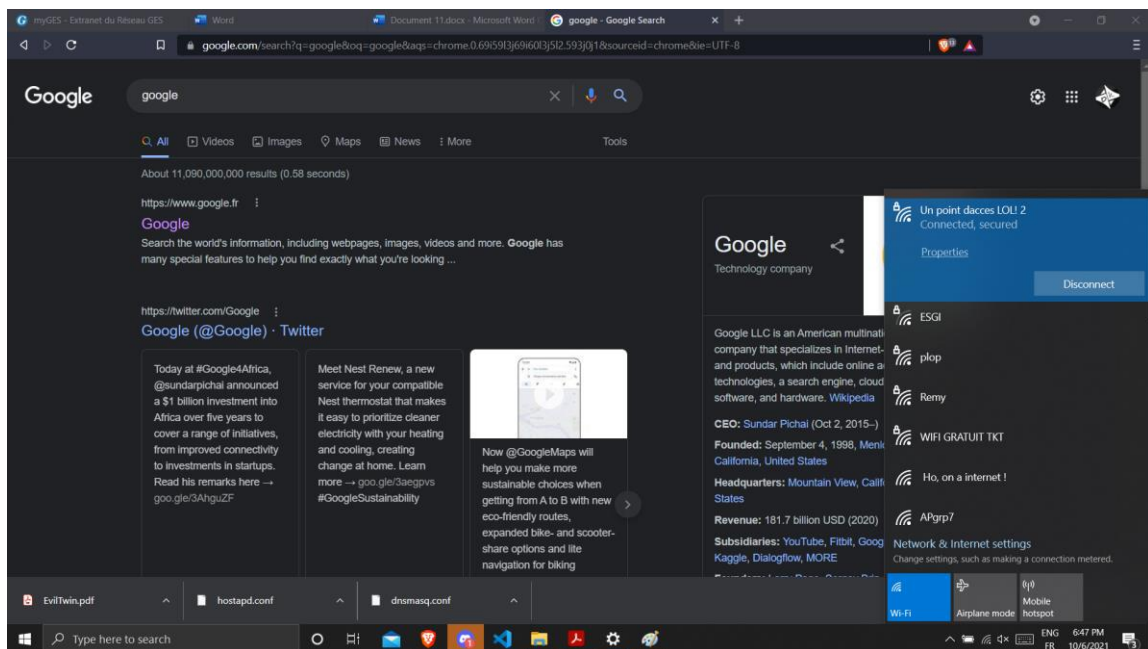 myGES - Extranet du Réseau GES
Word
Document 11.docx - Microsoft Word
google - Google Search
google.com/search?q=google&oq=google&aqs=chrome.0.69i59l3j69i60l3j5l2.593j0j1&sourceid=chrome&ie=UTF-8
Google
google
All
Videos
Images
Maps
News
More
Tools
About 11,090,000,000 results (0.58 seconds)
https://www.google.fr
Google
Search the world's information, including webpages, images, videos and more. Google has
many special features to help you find exactly what you're looking ...
https://twitter.com/Google
Google (@Google) · Twitter
Today at #Google4Africa,
@sundarpichai announced
a $1 billion investment into
Africa over five years to
cover a range of initiatives,
from improved connectivity
to investments in startups.
Read his remarks here →
goo.gle/3AhguZF
Meet Nest Renew, a new
service for your compatible
Nest thermostat that makes
it easy to prioritize cleaner
electricity with your heating
and cooling, creating
change at home. Learn
more → goo.gle/3aegpvs
#GoogleSustainability
Now @GoogleMaps will
help you make more
sustainable choices when
getting from A to B with new
eco-friendly routes,
expanded bike- and scooter-
share options and lite
navigation for biking
Google
Technology company
Google LLC is an American multinati
company that specializes in Internet-
and products, which include online a
technologies, a search engine, cloud
software, and hardware. Wikipedia
CEO: Sundar Pichai (Oct 2, 2015–)
Founded: September 4, 1998, Menl
California, United States
Headquarters: Mountain View, Calif
States
Revenue: 181.7 billion USD (2020)
Subsidiaries: YouTube, Fitbit, Goog
Kaggle, Dialogflow, MORE
Un point dacces LOL! 2
Connected, secured
Properties
Disconnect
ESGI
plop
Remy
WIFI GRATUIT TKT
Ho, on a internet !
APgrp7
Network & Internet settings
Change settings, such as making a connection metered.
Wi-Fi
Airplane mode
Mobile
hotspot
EvilTwin.pdf
hostapd.conf
dnsmasq.conf
Type here to search
ENG
FR
6:47 PM
10/6/2021